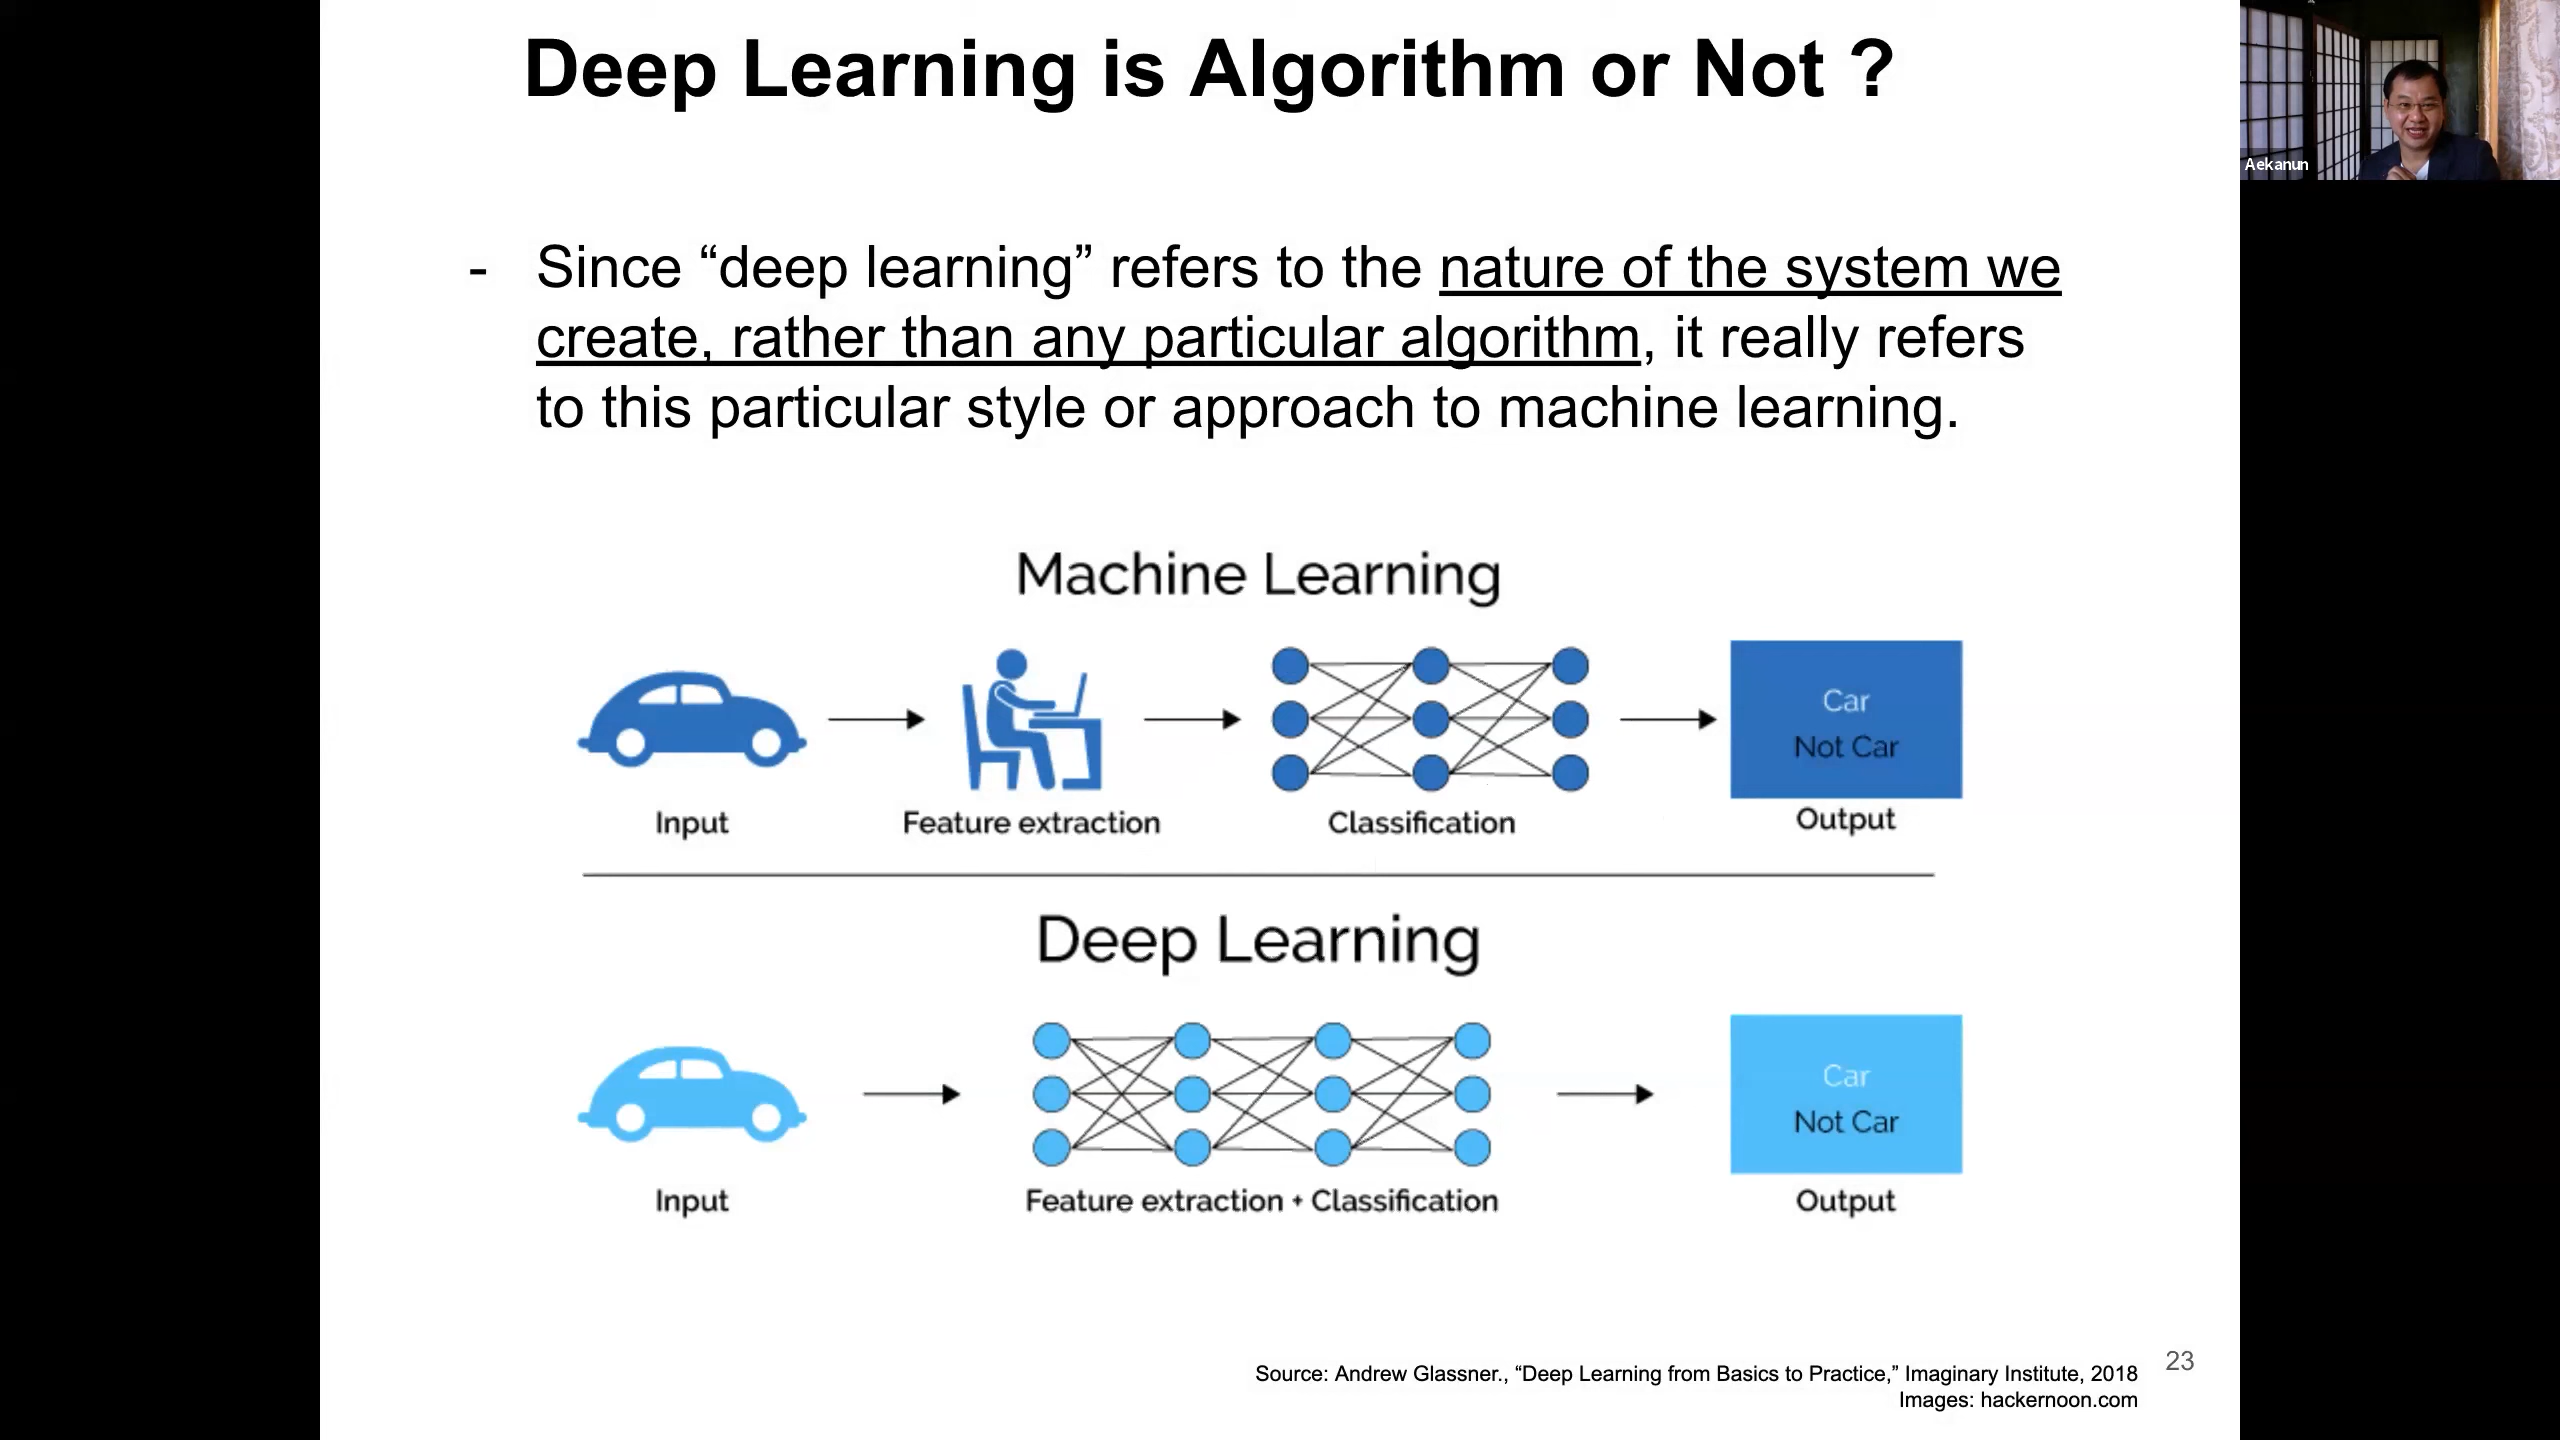 Deep Learning is Algorithm or Not ?
Aekanun
- Since “deep learning” refers to the nature of the system we
create, rather than any particular algorithm, it really refers
to this particular style or approach to machine learning.
Machine Learning
Car
Not Car
Input
Feature extraction
Classification
Output
Deep Learning
Car
Not Car
Input
Feature extraction + Classification
Output
Source: Andrew Glassner., “Deep Learning from Basics to Practice,” Imaginary Institute, 2018
Images: hackernoon.com
23